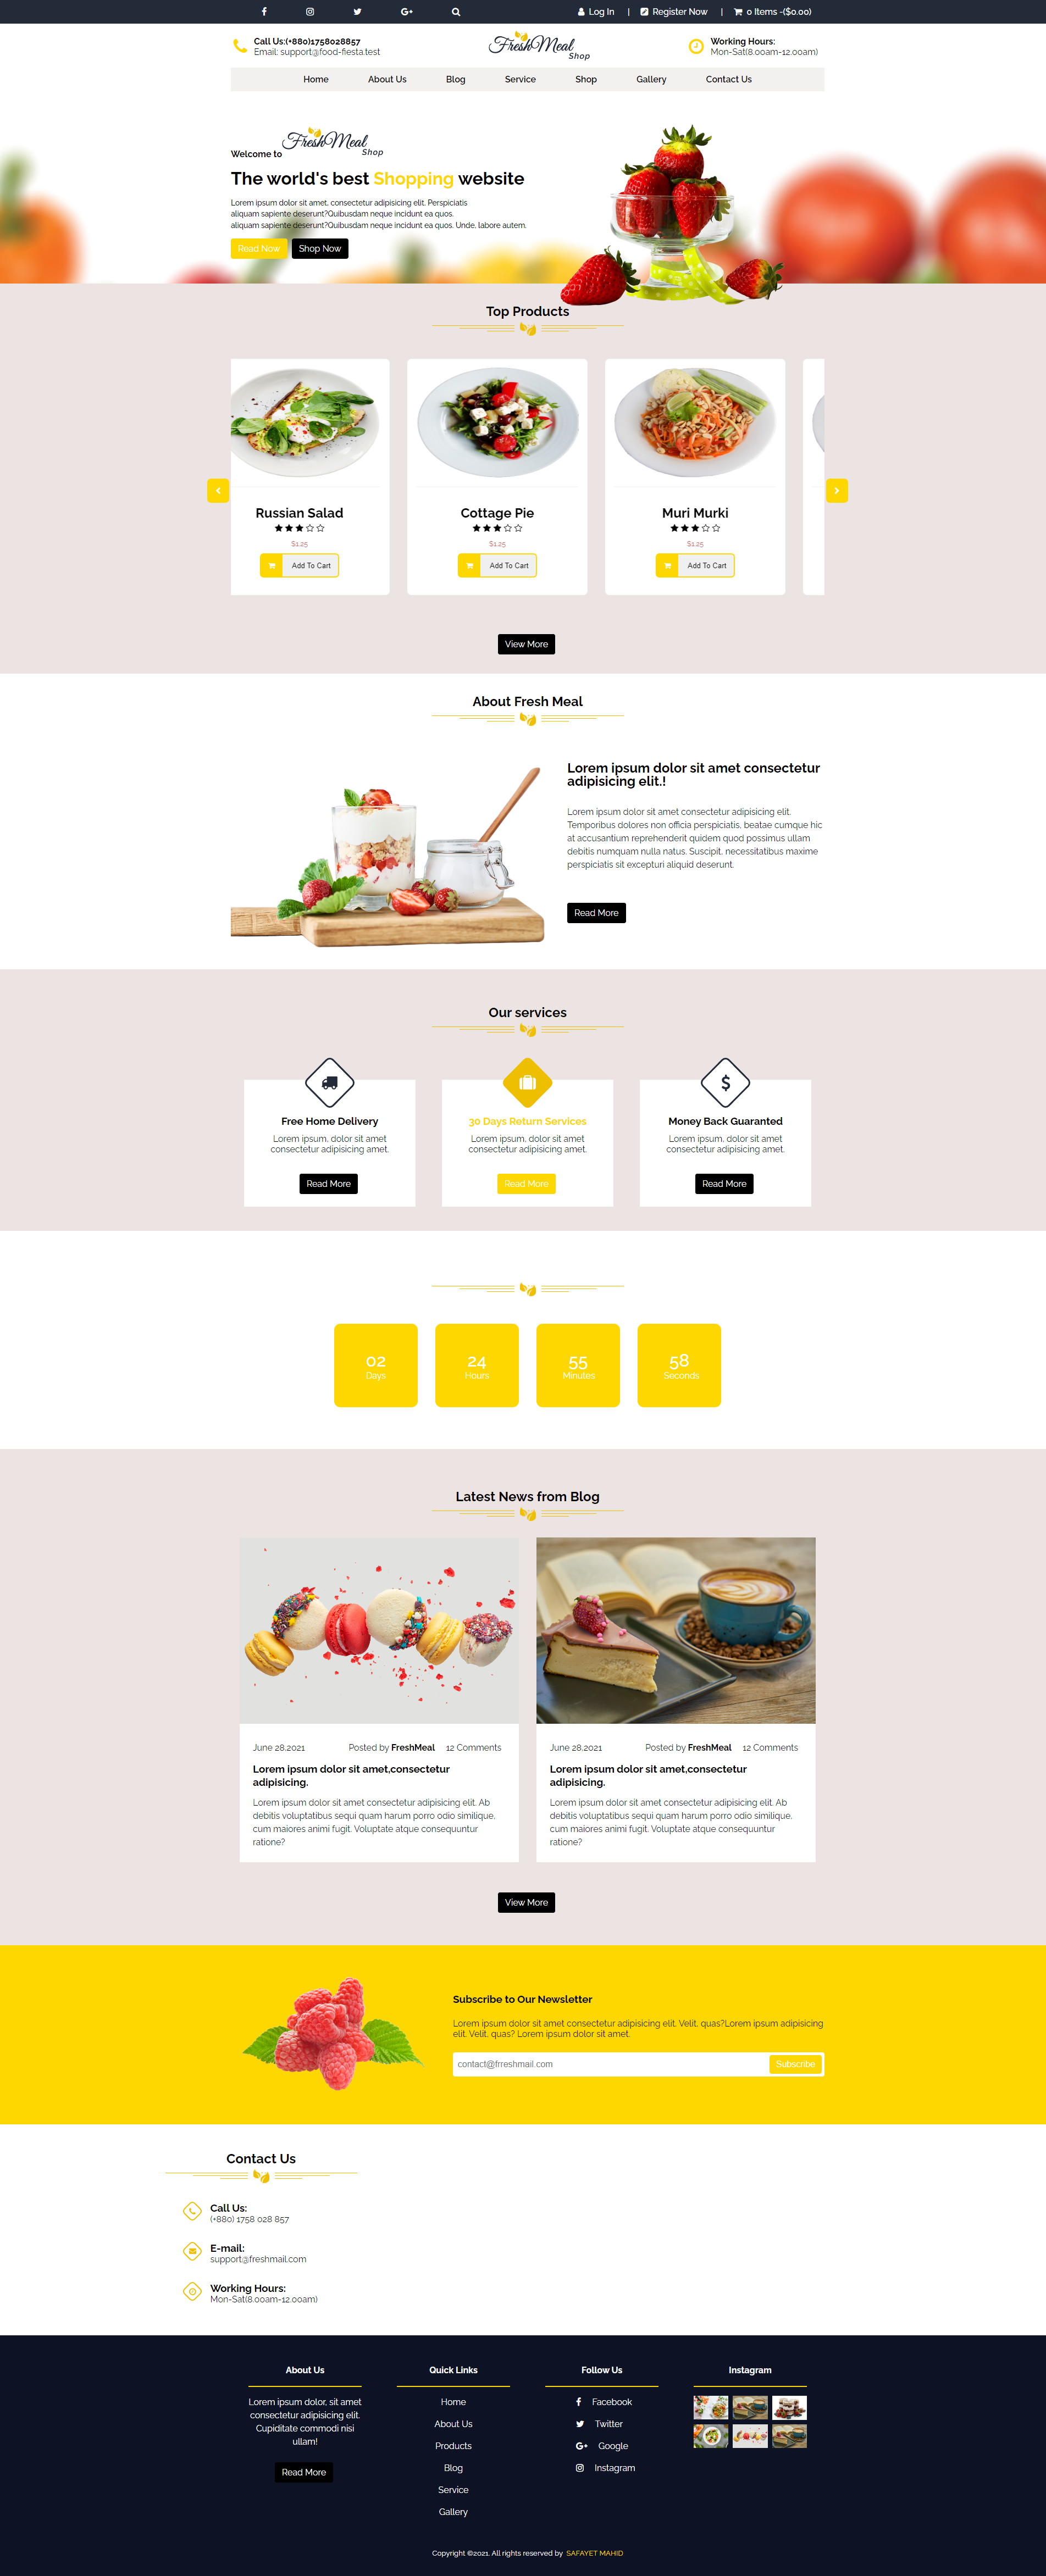 Log In | Register Now | 0 Items -($0.00)
Call Us:(+880)1758028857
Email: support@food-fiesta.test
FreshMeal
Shop
Working Hours:
Mon-Sat(8.00am-12.00am)
Home About Us Blog Service Shop Gallery Contact Us
Welcome to FreshMeal
Shop
The world's best Shopping website
Lorem ipsum dolor sit amet, consectetur adipisicing elit. Perspiciatis
aliquam sapiente deserunt?Quibusdam neque incidunt ea quos.
aliquam sapiente deserunt?Quibusdam neque incidunt ea quos. Unde, labore autem.
Read Now Shop Now
Top Products
Russian Salad
$1.25
Add To Cart
Cottage Pie
$1.25
Add To Cart
Muri Murki
$1.25
Add To Cart
View More
About Fresh Meal
Lorem ipsum dolor sit amet consectetur
adipisicing elit.!
Lorem ipsum dolor sit amet consectetur adipisicing elit.
Temporibus dolores non officia perspiciatis, beatae cumque hic
at accusantium reprehenderit quidem quod possimus ullam
debitis numquam nulla natus. Suscipit, necessitatibus maxime
perspiciatis sit excepturi aliquid deserunt.
Read More
Our services
Free Home Delivery
Lorem ipsum, dolor sit amet
consectetur adipisicing amet.
Read More
30 Days Return Services
Lorem ipsum, dolor sit amet
consectetur adipisicing amet.
Read More
Money Back Guaranted
Lorem ipsum, dolor sit amet
consectetur adipisicing amet.
Read More
02
Days
24
Hours
55
Minutes
58
Seconds
Latest News from Blog
June 28.2021 Posted by FreshMeal 12 Comments
Lorem ipsum dolor sit amet,consectetur
adipisicing.
Lorem ipsum dolor sit amet consectetur adipisicing elit. Ab
debitis voluptatibus sequi quam harum porro odio similique,
cum maiores animi fugit. Voluptate atque consequuntur
ratione?
June 28.2021 Posted by FreshMeal 12 Comments
Lorem ipsum dolor sit amet,consectetur
adipisicing.
Lorem ipsum dolor sit amet consectetur adipisicing elit. Ab
debitis voluptatibus sequi quam harum porro odio similique,
cum maiores animi fugit. Voluptate atque consequuntur
ratione?
View More
Subscribe to Our Newsletter
Lorem ipsum dolor sit amet consectetur adipisicing elit. Velit, quas?Lorem ipsum adipisicing
elit. Velit, quas? Lorem ipsum dolor sit amet.
contact@frreshmail.com Subscribe
Contact Us
Call Us:
(+880) 1758 028 857
E-mail:
support@freshmail.com
Working Hours:
Mon-Sat(8.00am-12.00am)
About Us
Lorem ipsum dolor, sit amet
consectetur adipisicing elit.
Cupiditate commodi nisi
ullam!
Read More
Quick Links
Home
About Us
Products
Blog
Service
Gallery
Follow Us
Facebook
Twitter
Google
Instagram
Instagram
Copyright ©2021, All rights reserved by SAFAYET MAHID